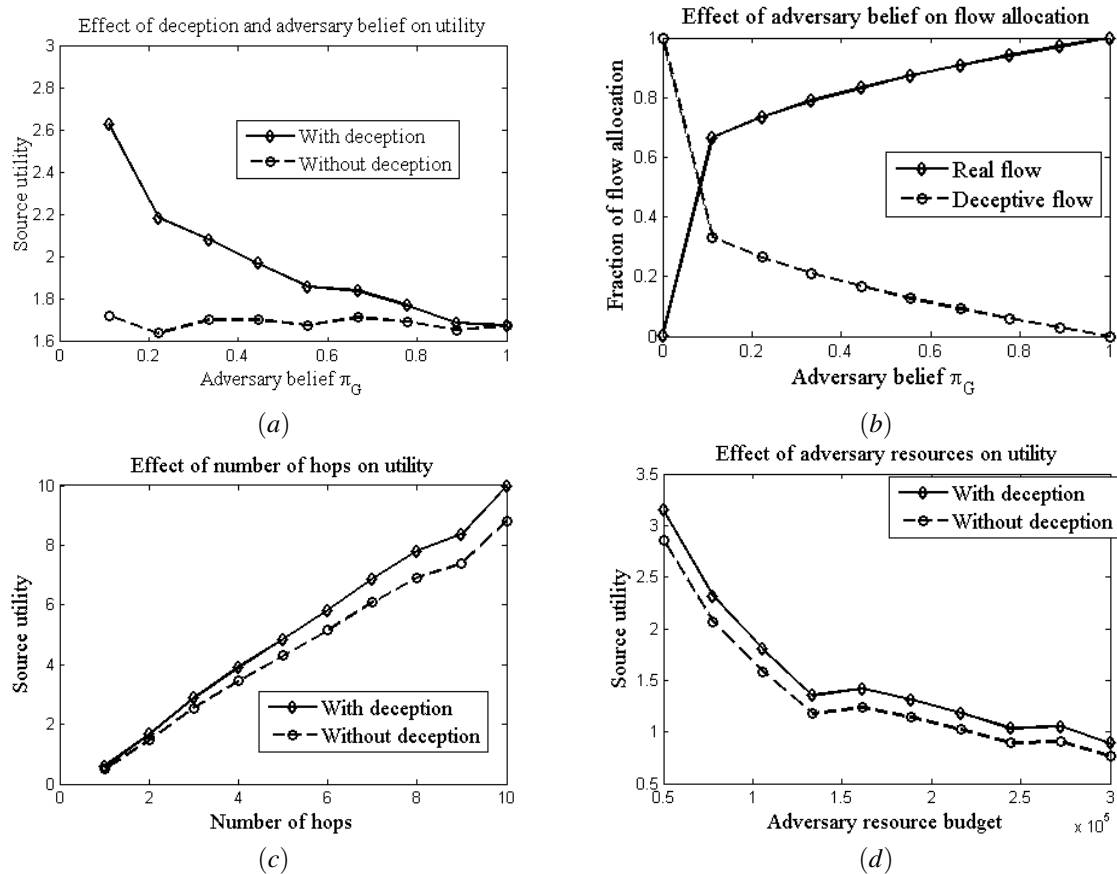 Effect of deception and adversary belief on utility
3
2.8
2.6
2.4
2.2
2
1.8
1.6
0
0.2
0.4
0.6
0.8
1
Source utility
With deception
Without deception
Adversary belief π_G
(a)
Effect of adversary belief on flow allocation
1
0.8
0.6
0.4
0.2
0
0
0.2
0.4
0.6
0.8
1
Fraction of flow allocation
Real flow
Deceptive flow
Adversary belief π_G
(b)
Effect of number of hops on utility
10
8
6
4
2
0
0
2
4
6
8
10
Source utility
With deception
Without deception
Number of hops
(c)
Effect of adversary resources on utility
3.5
3
2.5
2
1.5
1
0.5
0.5
1
1.5
2
2.5
3
Source utility
With deception
Without deception
Adversary resource budget
x 10^5
(d)